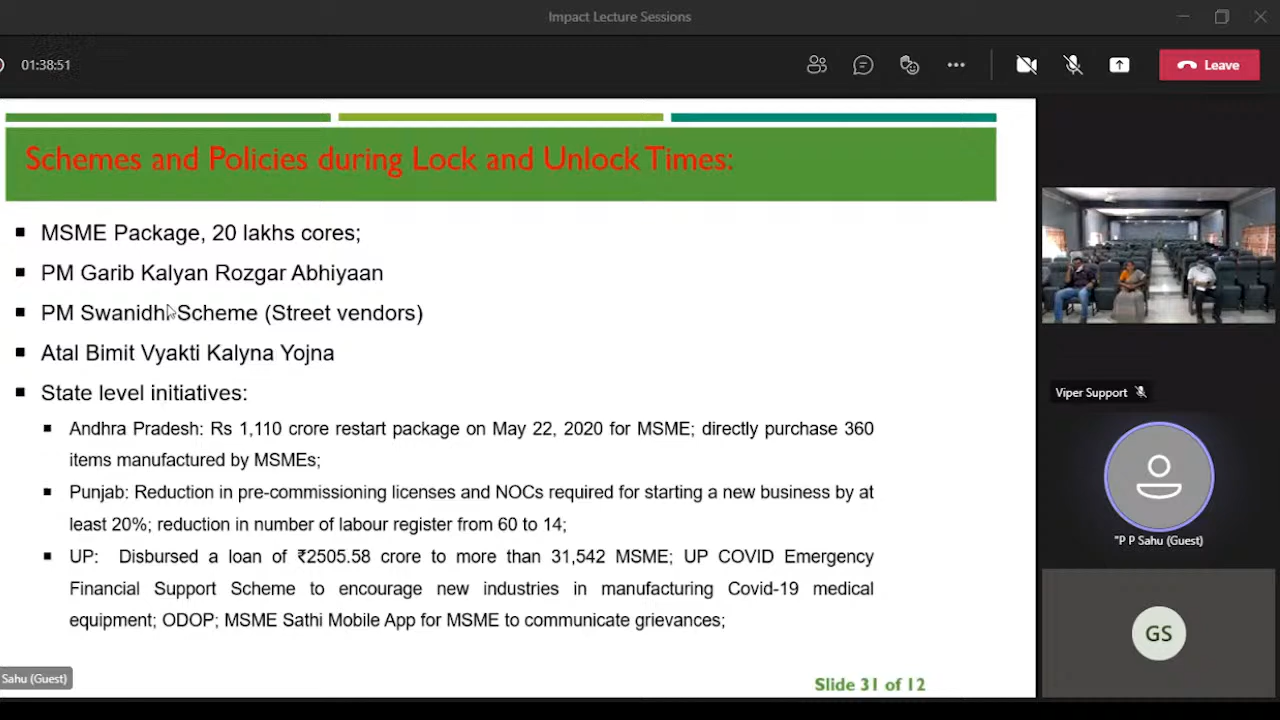 Impact Lecture Sessions
01:38:51
Leave
Schemes and Policies during Lock and Unlock Times:
MSME Package, 20 lakhs cores;
PM Garib Kalyan Rozgar Abhiyaan
PM Swanidhi Scheme (Street vendors)
Atal Bimit Vyakti Kalyna Yojna
State level initiatives:
Andhra Pradesh: Rs 1,110 crore restart package on May 22, 2020 for MSME; directly purchase 360
items manufactured by MSMEs;
Punjab: Reduction in pre-commissioning licenses and NOCs required for starting a new business by at
least 20%; reduction in number of labour register from 60 to 14;
UP: Disbursed a loan of ₹2505.58 crore to more than 31,542 MSME; UP COVID Emergency
Financial Support Scheme to encourage new industries in manufacturing Covid-19 medical
equipment; ODOP; MSME Sathi Mobile App for MSME to communicate grievances;
Slide 31 of 12
Sahu (Guest)
Viper Support
"P P Sahu (Guest)
GS